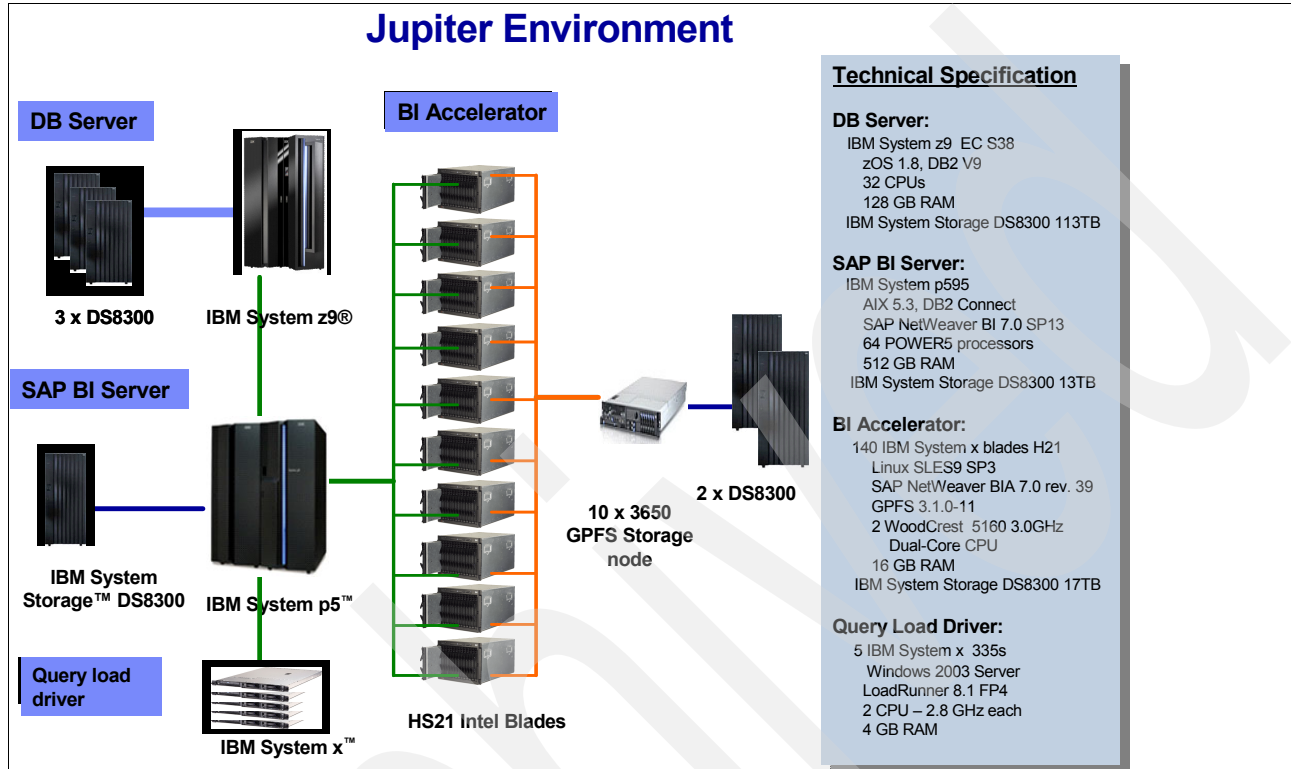 Jupiter Environment
DB Server
3 x DS8300
IBM System z9®
SAP BI Server
IBM System
Storage™ DS8300
IBM System p5™
Query load
driver
IBM System x™
BI Accelerator
HS21 Intel Blades
10 x 3650
GPFS Storage
node
2 x DS8300
Technical Specification
DB Server:
IBM System z9 EC S38
zOS 1.8, DB2 V9
32 CPUs
128 GB RAM
IBM System Storage DS8300 113TB
SAP BI Server:
IBM System p595
AIX 5.3, DB2 Connect
SAP NetWeaver BI 7.0 SP13
64 POWER5 processors
512 GB RAM
IBM System Storage DS8300 13TB
BI Accelerator:
140 IBM System x blades H21
Linux SLES9 SP3
SAP NetWeaver BIA 7.0 rev. 39
GPFS 3.1.0-11
2 WoodCrest 5160 3.0GHz
Dual-Core CPU
16 GB RAM
IBM System Storage DS8300 17TB
Query Load Driver:
5 IBM System x 335s
Windows 2003 Server
LoadRunner 8.1 FP4
2 CPU – 2.8 GHz each
4 GB RAM